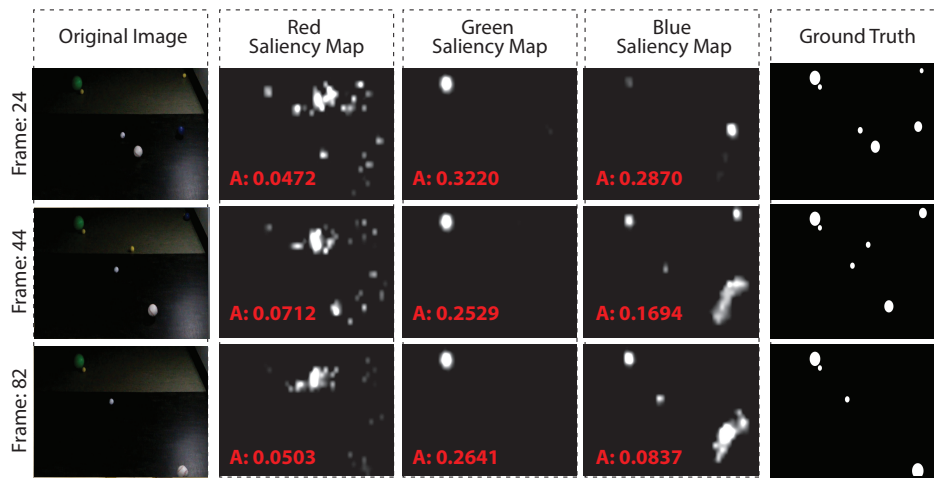 Original Image
Red
Saliency Map
Green
Saliency Map
Blue
Saliency Map
Ground Truth
Frame: 24
A: 0.0472
A: 0.3220
A: 0.2870
Frame: 44
A: 0.0712
A: 0.2529
A: 0.1694
Frame: 82
A: 0.0503
A: 0.2641
A: 0.0837